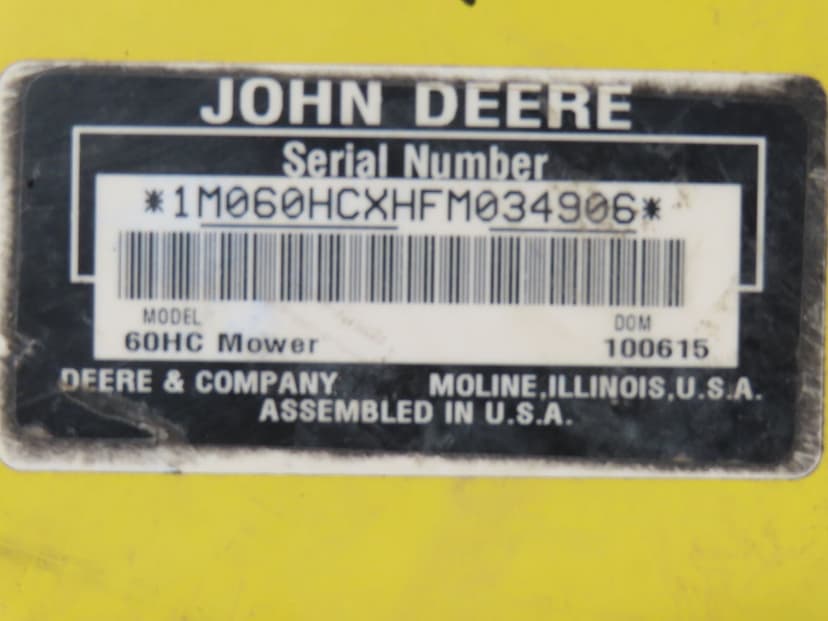 JOHN DEERE
Serial Number
*1M060HCXHFM034906*
MODEL DOM
60HC Mower 100615
DEERE & COMPANY MOLINE,ILLINOIS,U.S.A.
ASSEMBLED IN U.S.A.